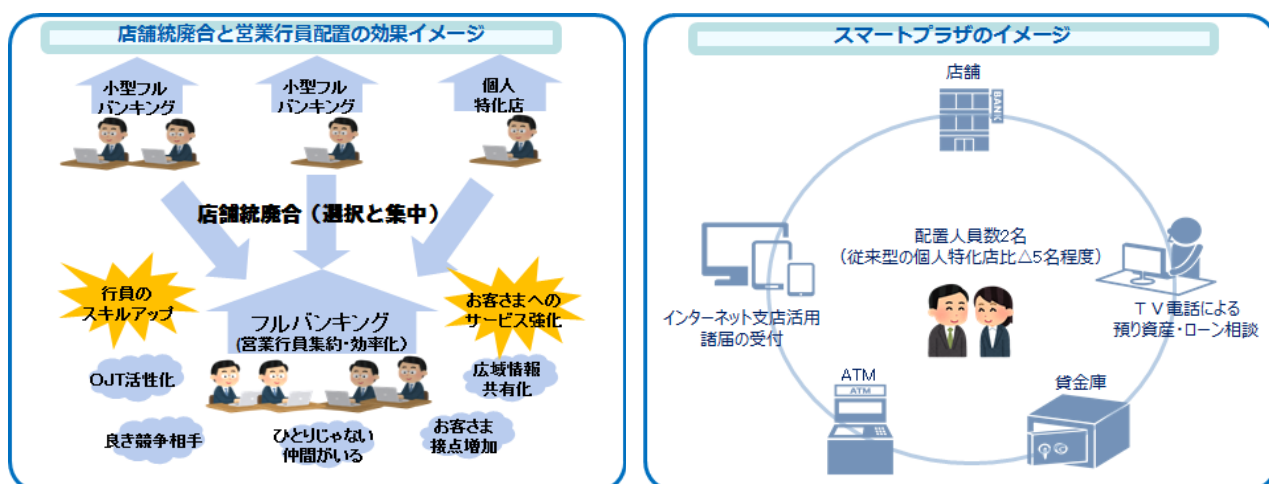 店舗統廃合と営業行員配置の効果イメージ
小型フル
バンキング
小型フル
バンキング
個人
特化店
店舗統廃合（選択と集中）
行員の
スキルアップ
お客さまへの
サービス強化
フルバンキング
(営業行員集約・効率化)
OJT活性化
広域情報
共有化
良き競争相手
ひとりじゃない
仲間がいる
お客さま
接点増加
スマートプラザのイメージ
店舗
BANK
配置人員数2名
（従来型の個人特化店比△5名程度）
インターネット支店活用
諸届の受付
ＴＶ電話による
預り資産・ローン相談
ATM
ATM
貸金庫